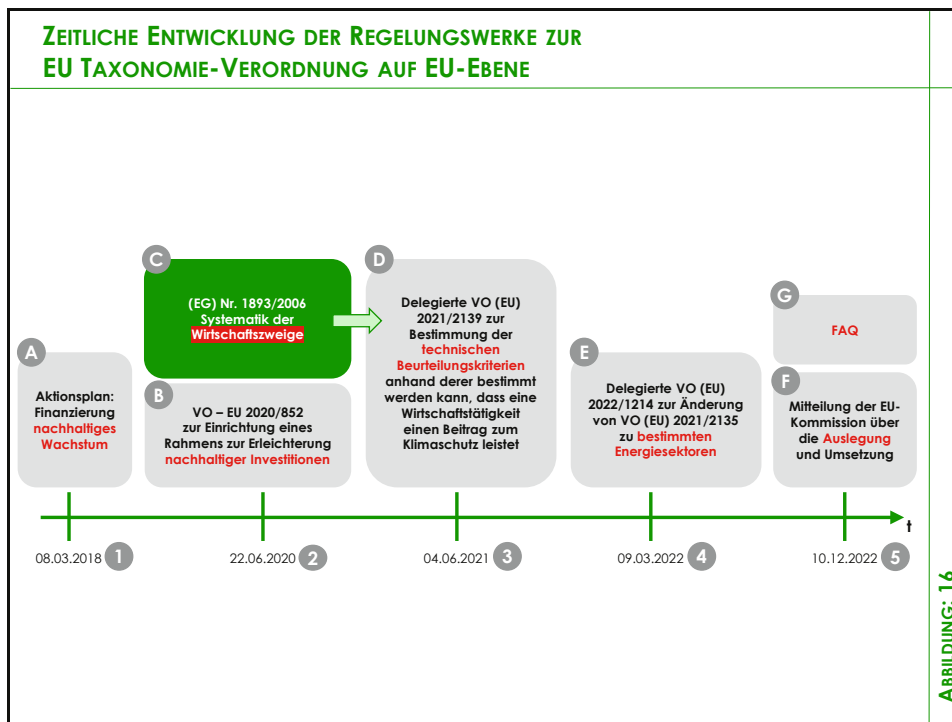 ZEITLICHE ENTWICKLUNG DER REGELUNGSWERKE ZUR
EU TAXONOMIE-VERORDNUNG AUF EU-EBENE
A
Aktionsplan:
Finanzierung
nachhaltiges
Wachstum
C
(EG) Nr. 1893/2006
Systematik der
Wirtschaftszweige
B
VO – EU 2020/852
zur Einrichtung eines
Rahmens zur Erleichterung
nachhaltiger Investitionen
D
Delegierte VO (EU)
2021/2139 zur
Bestimmung der
technischen
Beurteilungskriterien
anhand derer bestimmt
werden kann, dass eine
Wirtschaftstätigkeit
einen Beitrag zum
Klimaschutz leistet
E
Delegierte VO (EU)
2022/1214 zur Änderung
von VO (EU) 2021/2135
zu bestimmten
Energiesektoren
G
FAQ
F
Mitteilung der EU-
Kommission über
die Auslegung
und Umsetzung
t
08.03.2018 1
22.06.2020 2
04.06.2021 3
09.03.2022 4
10.12.2022 5
ABBILDUNG: 16